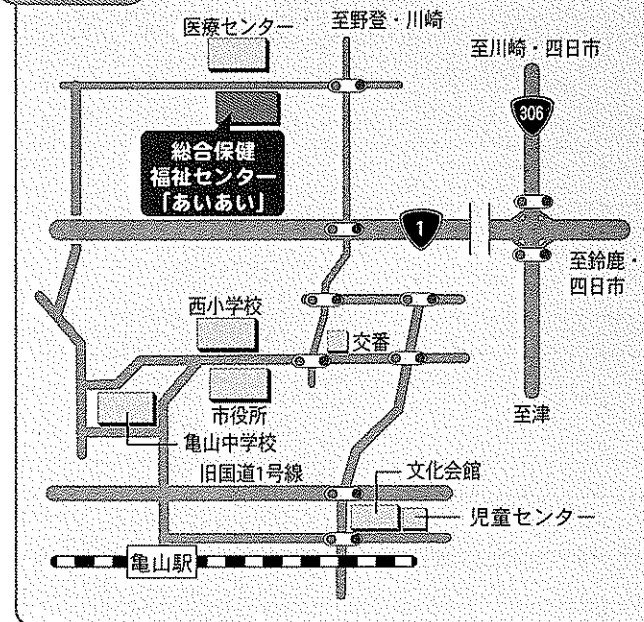 医療センター
至野登・川崎
至川崎・四日市
306
総合保健
福祉センター
「あいあい」
1
至鈴鹿・
四日市
西小学校
交番
市役所
至津
亀山中学校
旧国道1号線
文化会館
児童センター
亀山駅